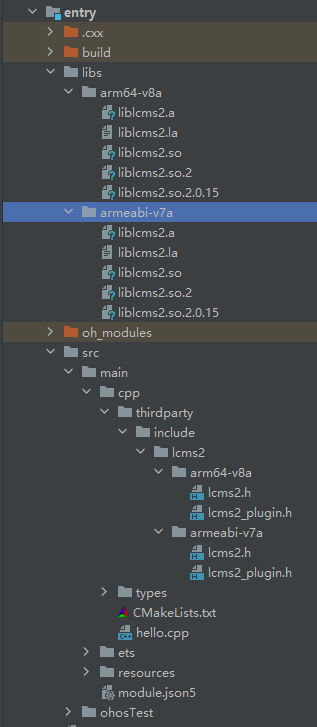 entry
.cxx
build
libs
arm64-v8a
liblcms2.a
liblcms2.la
liblcms2.so
liblcms2.so.2
liblcms2.so.2.0.15
armeabi-v7a
liblcms2.a
liblcms2.la
liblcms2.so
liblcms2.so.2
liblcms2.so.2.0.15
oh_modules
src
main
cpp
thirdparty
include
lcms2
arm64-v8a
lcms2.h
lcms2_plugin.h
armeabi-v7a
lcms2.h
lcms2_plugin.h
types
CMakeLists.txt
hello.cpp
ets
resources
module.json5
ohosTest